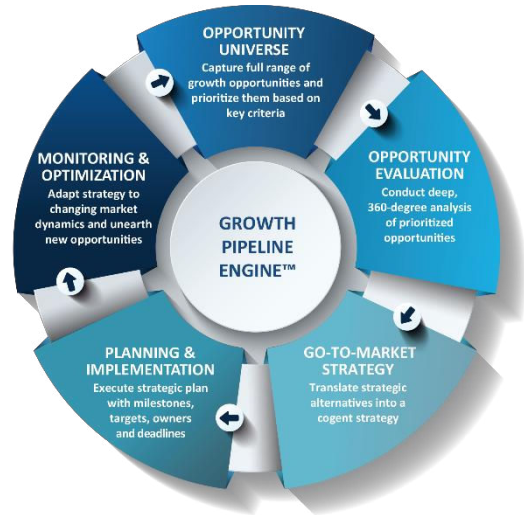 OPPORTUNITY
UNIVERSE
Capture full range of
growth opportunities and
prioritize them based on
key criteria
OPPORTUNITY
EVALUATION
Conduct deep,
360-degree analysis
of prioritized
opportunities
GO-TO-MARKET
STRATEGY
Translate strategic
alternatives into a
cogent strategy
PLANNING &
IMPLEMENTATION
Execute strategic plan
with milestones,
targets, owners
and deadlines
MONITORING &
OPTIMIZATION
Adapt strategy to
changing market
dynamics and unearth
new opportunities
GROWTH
PIPELINE
ENGINE™